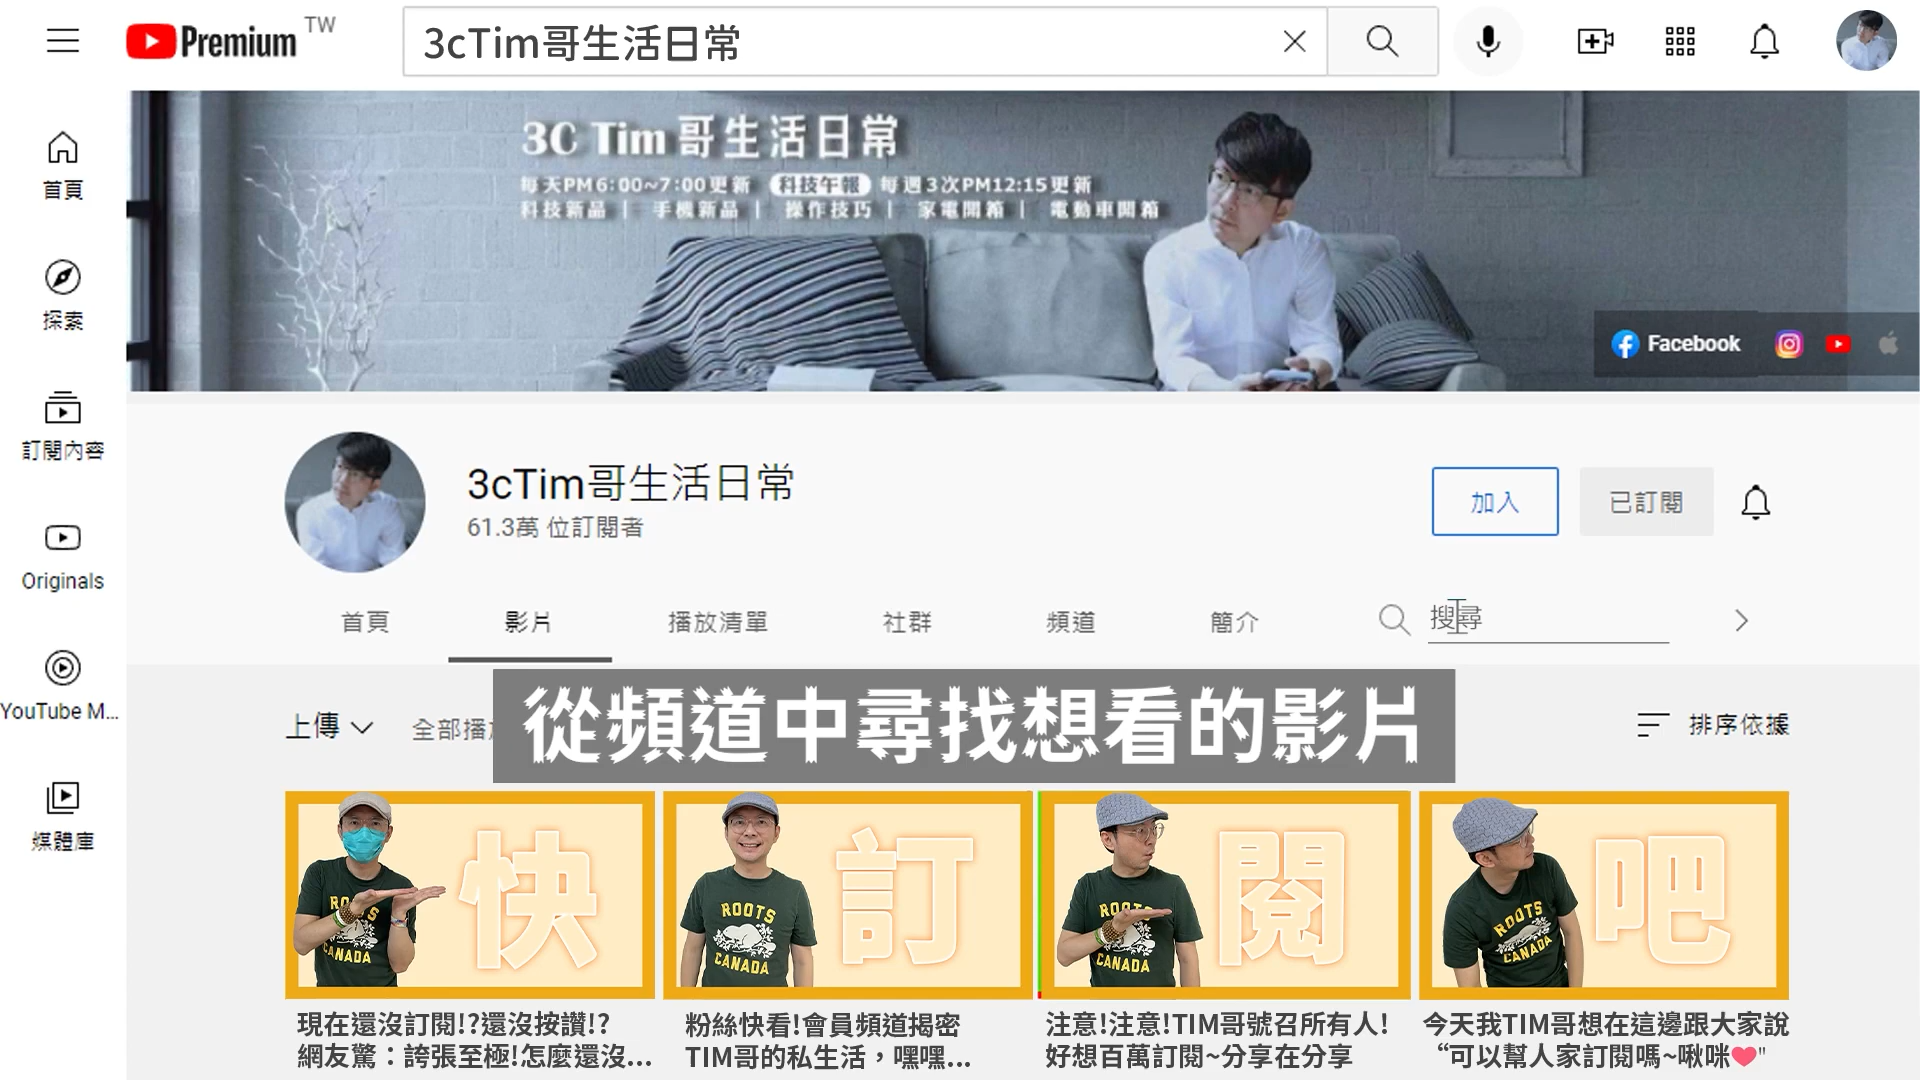 Premium TW
3cTim哥生活日常
首頁
探索
訂閱內容
Originals
YouTube M...
媒體庫
3C Tim 哥生活日常
每天PM6:00~7:00更新 科技午報 每週3次PM12:15更新
科技新品 | 手機新品 | 操作技巧 | 家電開箱 | 電動車開箱
Facebook
3cTim哥生活日常
61.3萬 位訂閱者
加入
已訂閱
首頁 影片 播放清單 社群 頻道 簡介 搜尋
上傳 全部播放
從頻道中尋找想看的影片
排序依據
快
訂
閱
吧
ROOTS
CANADA
ROOTS
CANADA
ROOTS
CANADA
ROOTS
CANADA
現在還沒訂閱!?還沒按讚!?
網友驚：誇張至極!怎麼還沒...
粉絲快看!會員頻道揭密
TIM哥的私生活，嘿嘿...
注意!注意!TIM哥號召所有人!
好想百萬訂閱~分享在分享
今天我TIM哥想在這邊跟大家說
“可以幫人家訂閱嗎~啾咪❤"